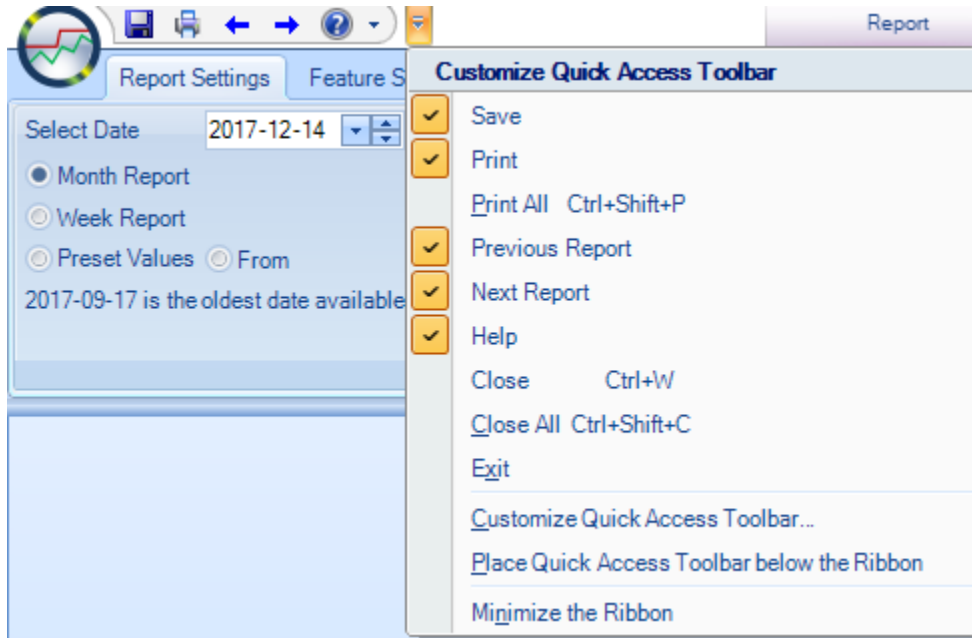 Report
Report Settings
Feature S
Customize Quick Access Toolbar
Select Date 2017-12-14
Month Report
Week Report
Preset Values From
2017-09-17 is the oldest date available
Save
Print
Print All Ctrl+Shift+P
Previous Report
Next Report
Help
Close Ctrl+W
Close All Ctrl+Shift+C
Exit
Customize Quick Access Toolbar...
Place Quick Access Toolbar below the Ribbon
Minimize the Ribbon